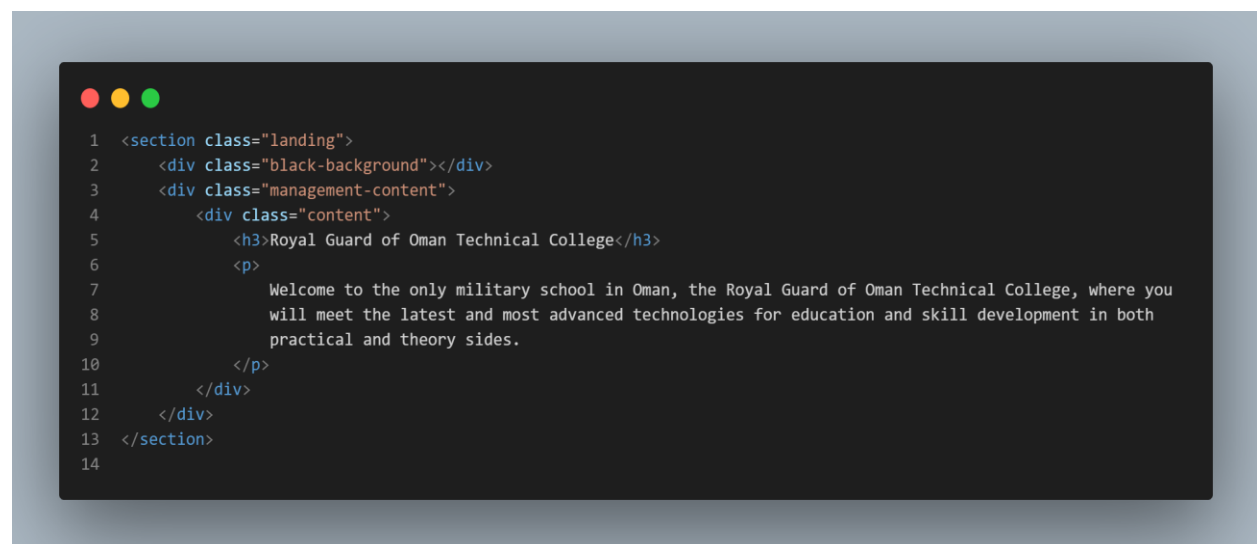 1 <section class="landing">
2     <div class="black-background"></div>
3     <div class="management-content">
4         <div class="content">
5             <h3>Royal Guard of Oman Technical College</h3>
6             <p>
7                 Welcome to the only military school in Oman, the Royal Guard of Oman Technical College, where you
8                 will meet the latest and most advanced technologies for education and skill development in both
9                 practical and theory sides.
10             </p>
11         </div>
12     </div>
13 </section>
14